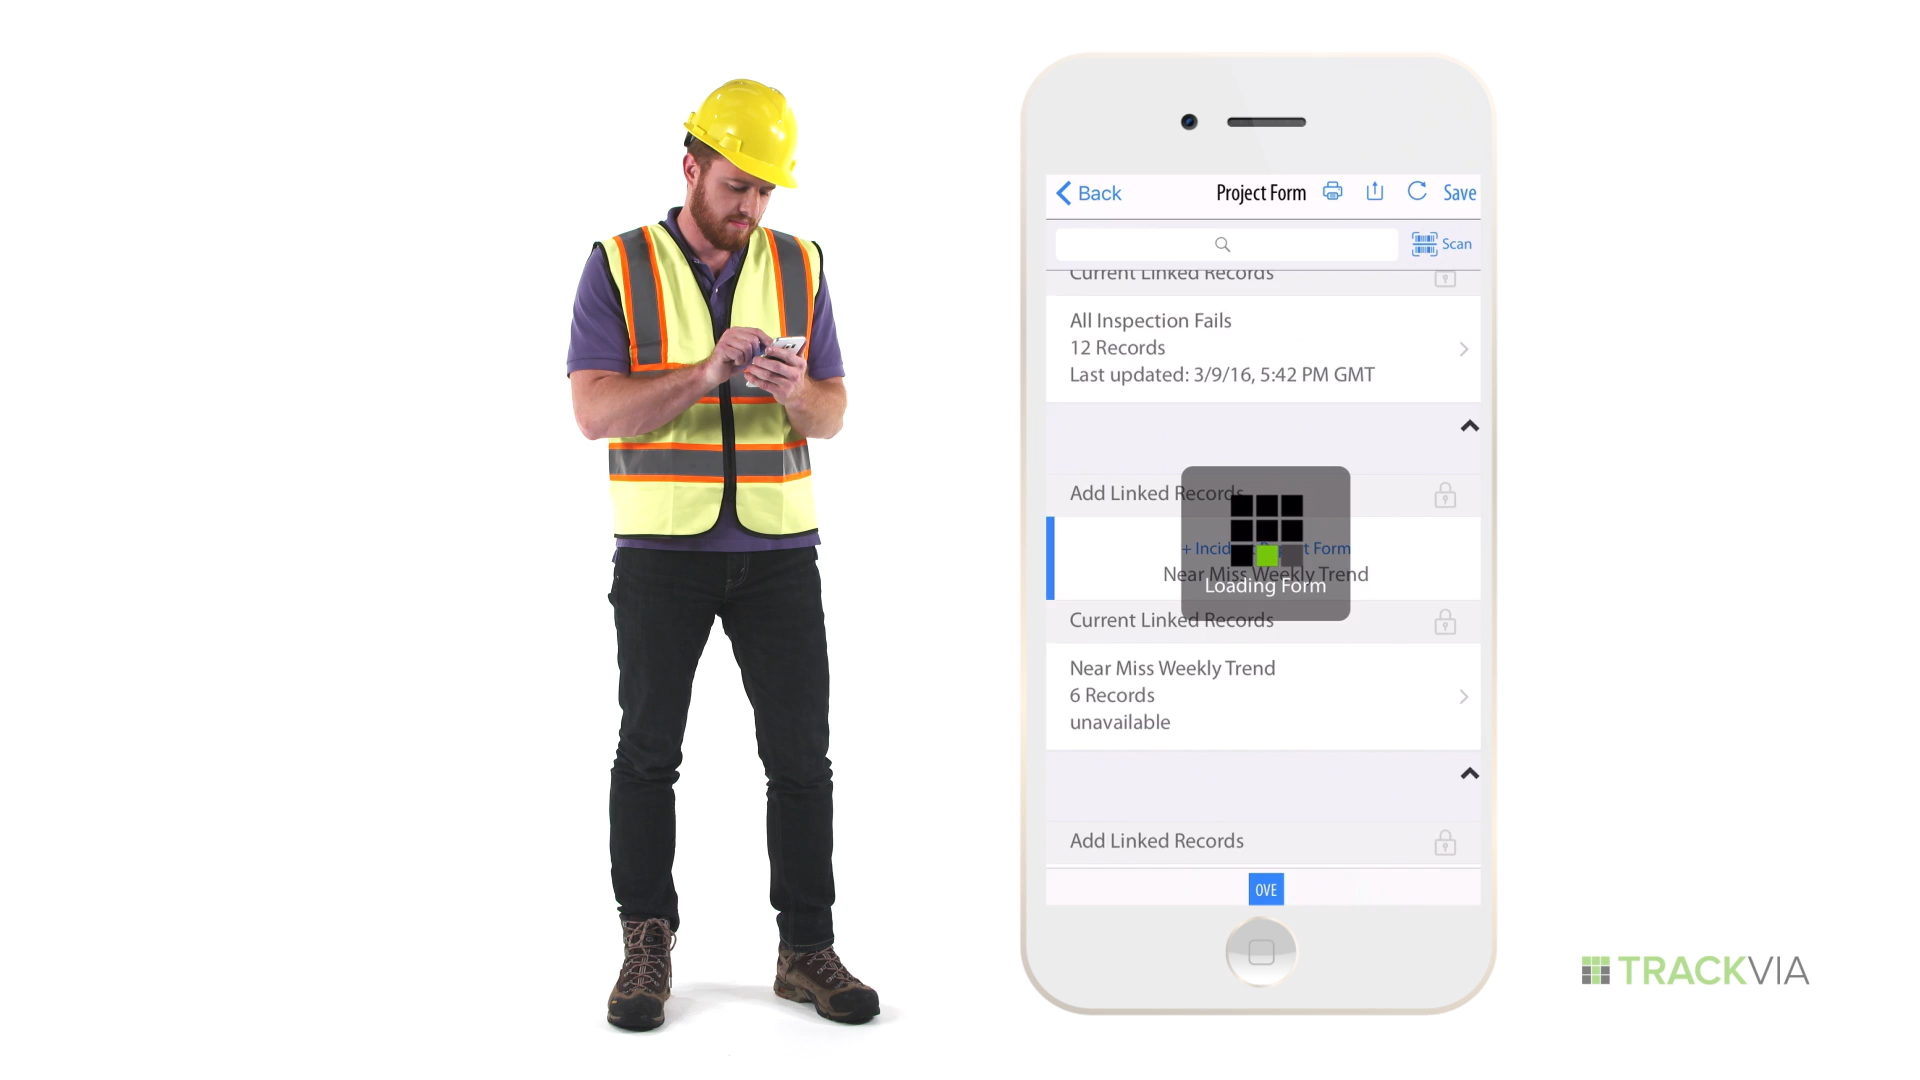 Back
Project Form
Save
Scan
Current Linked Records
All Inspection Fails
12 Records
Last updated: 3/9/16, 5:42 PM GMT
Add Linked Records
+ Incid t Form
Near Miss Weekly Trend
Loading Form
Current Linked Records
Near Miss Weekly Trend
6 Records
unavailable
Add Linked Records
OVE
TRACKVIA